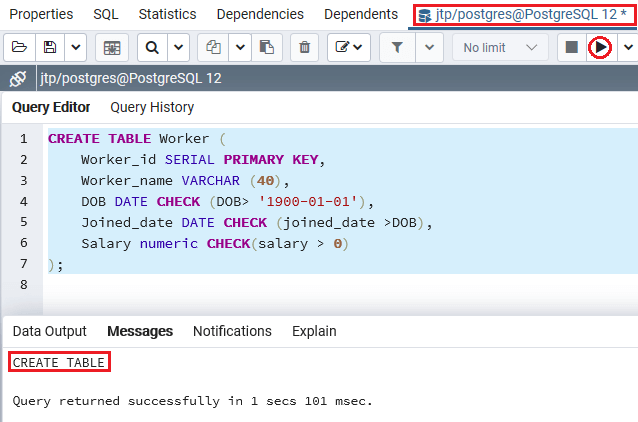 Properties SQL Statistics Dependencies Dependents jtp/postgres@PostgreSQL 12 *
No limit
jtp/postgres@PostgreSQL 12
Query Editor Query History
1 CREATE TABLE Worker (
2 Worker_id SERIAL PRIMARY KEY,
3 Worker_name VARCHAR (40),
4 DOB DATE CHECK (DOB> '1900-01-01'),
5 Joined_date DATE CHECK (joined_date >DOB),
6 Salary numeric CHECK(salary > 0)
7 );
8
Data Output Messages Notifications Explain
CREATE TABLE
Query returned successfully in 1 secs 101 msec.